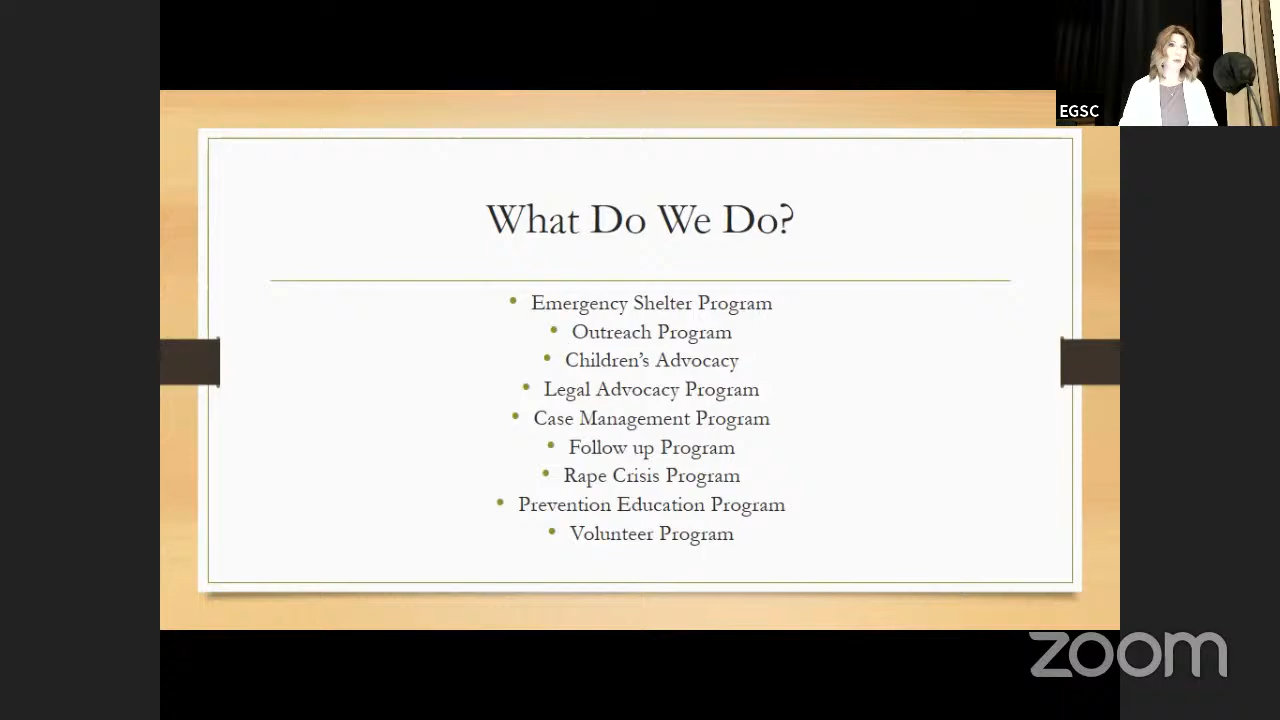 EGSC
What Do We Do?
• Emergency Shelter Program
• Outreach Program
• Children’s Advocacy
• Legal Advocacy Program
• Case Management Program
• Follow up Program
• Rape Crisis Program
• Prevention Education Program
• Volunteer Program
zoom